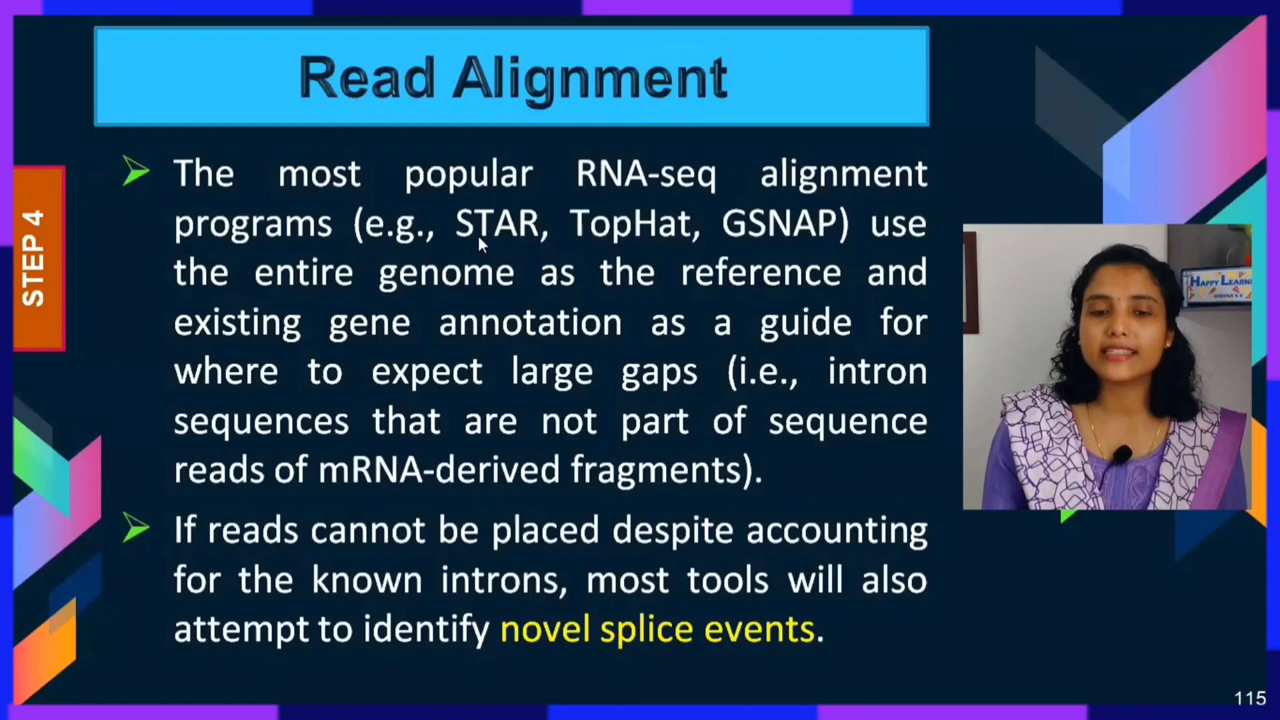 Read Alignment
STEP 4
The most popular RNA-seq alignment
programs (e.g., STAR, TopHat, GSNAP) use
the entire genome as the reference and
existing gene annotation as a guide for
where to expect large gaps (i.e., intron
sequences that are not part of sequence
reads of mRNA-derived fragments).
If reads cannot be placed despite accounting
for the known introns, most tools will also
attempt to identify novel splice events.
HAPPY LEARN
115